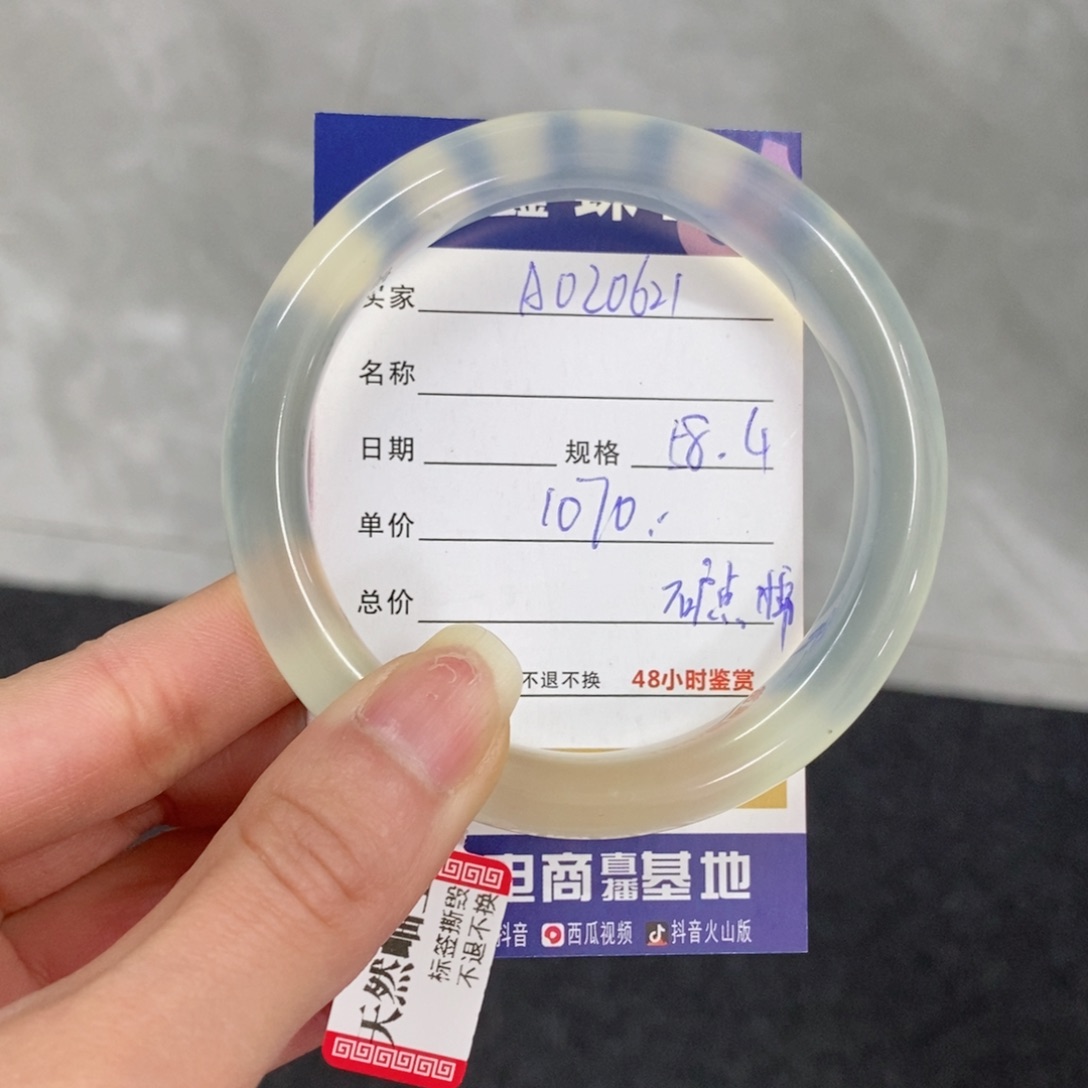 买家 A020621
名称
日期 规格 58.4
单价 1070.
总价 矿点 棉
不退不换 48小时鉴赏
电商直播基地
抖音 西瓜视频 抖音火山版
天然
标签撕毁
不退不换